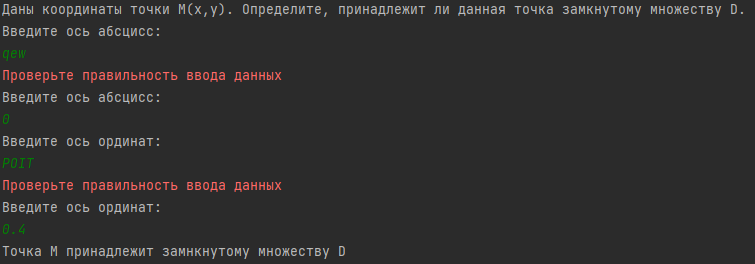 Даны координаты точки M(x,y). Определите, принадлежит ли данная точка замкнутому множеству D.
Введите ось абсцисс:
qew
Проверьте правильность ввода данных
Введите ось абсцисс:
0
Введите ось ординат:
POIT
Проверьте правильность ввода данных
Введите ось ординат:
0.4
Точка M принадлежит замнкнутому множеству D